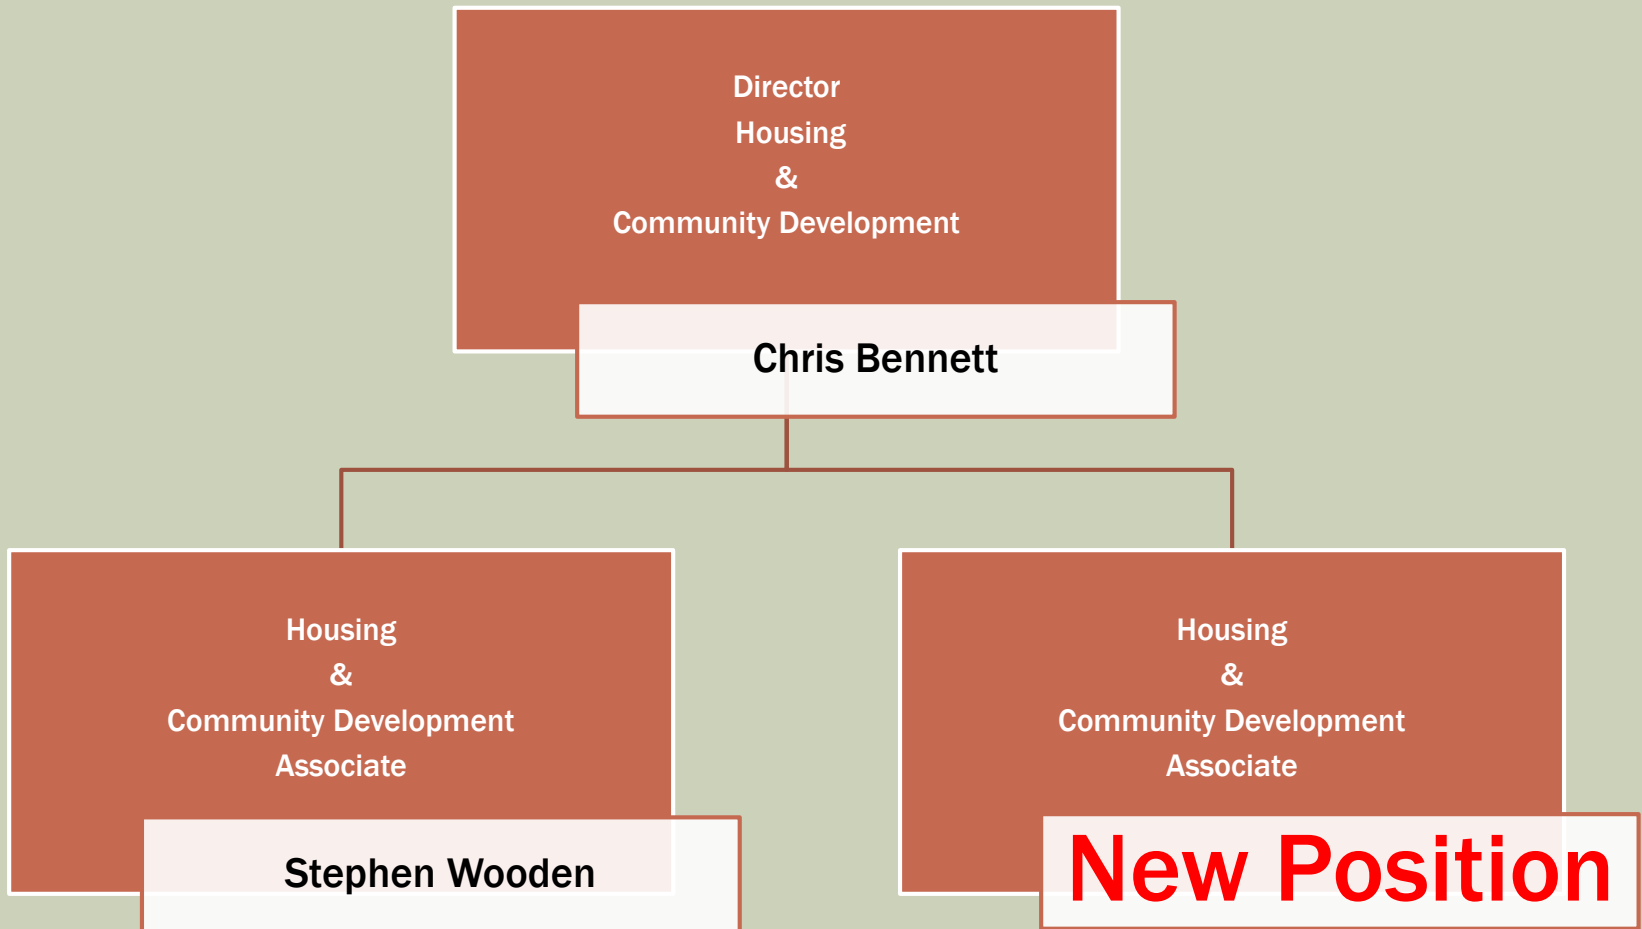 Director
Housing
&
Community Development
Chris Bennett
Housing
&
Community Development
Associate
Stephen Wooden
Housing
&
Community Development
Associate
New Position